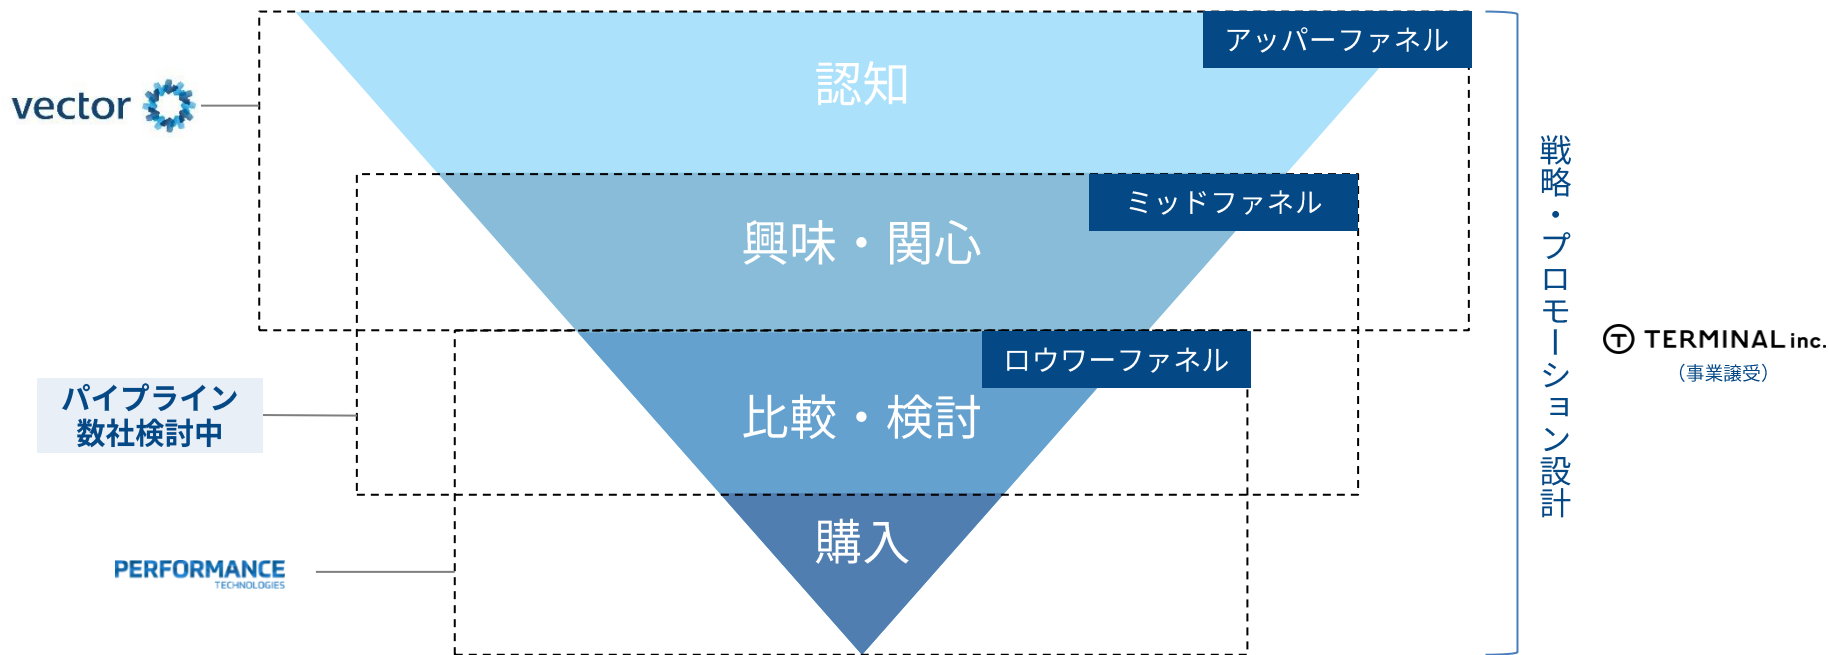 アッパーファネル
認知
vector
ミッドファネル
興味・関心
ロウワーファネル
比較・検討
パイプライン
数社検討中
購入
PERFORMANCE
TECHNOLOGIES
戦略・プロモーション設計
T TERMINAL inc.
（事業譲受）